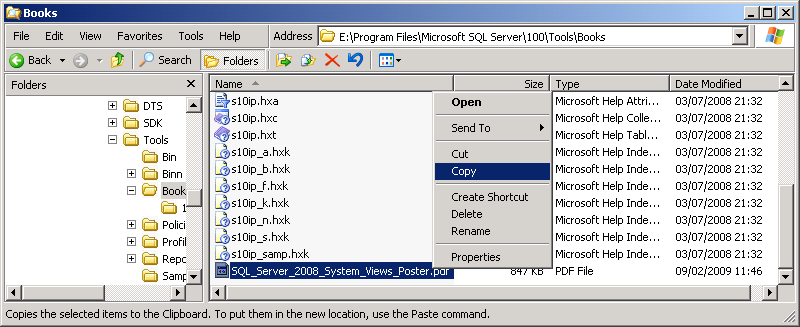 Books
File Edit View Favorites Tools Help Address E:\Program Files\Microsoft SQL Server\100\Tools\Books
Back Search Folders
Folders Name Size Type Date Modified
DTS s10ip.hxa Microsoft Help Attri... 03/07/2008 21:32
SDK s10ip.hxc Open Microsoft Help Colle... 03/07/2008 21:32
Tools s10ip.hxt Send To Microsoft Help Tabl... 03/07/2008 21:32
Bin s10ip_a.hxk Cut Microsoft Help Inde... 03/07/2008 21:32
Binn s10ip_b.hxk Copy Microsoft Help Inde... 03/07/2008 21:32
Book s10ip_f.hxk Microsoft Help Inde... 03/07/2008 21:32
1 s10ip_k.hxk Create Shortcut Microsoft Help Inde... 03/07/2008 21:32
Polici s10ip_n.hxk Delete Microsoft Help Inde... 03/07/2008 21:32
Profil s10ip_s.hxk Rename Microsoft Help Inde... 03/07/2008 21:32
Repo s10ip_samp.hxk Properties Microsoft Help Inde... 03/07/2008 21:32
Samp SQL_Server_2008_System_Views_Poster.pdf 847 KB PDF File 09/02/2009 11:46
Copies the selected items to the Clipboard. To put them in the new location, use the Paste command.